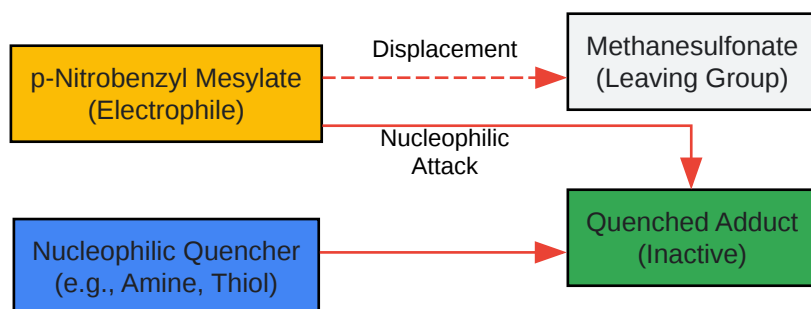 p-Nitrobenzyl Mesylate
(Electrophile)
Displacement
Methanesulfonate
(Leaving Group)
Nucleophilic
Attack
Nucleophilic Quencher
(e.g., Amine, Thiol)
Quenched Adduct
(Inactive)